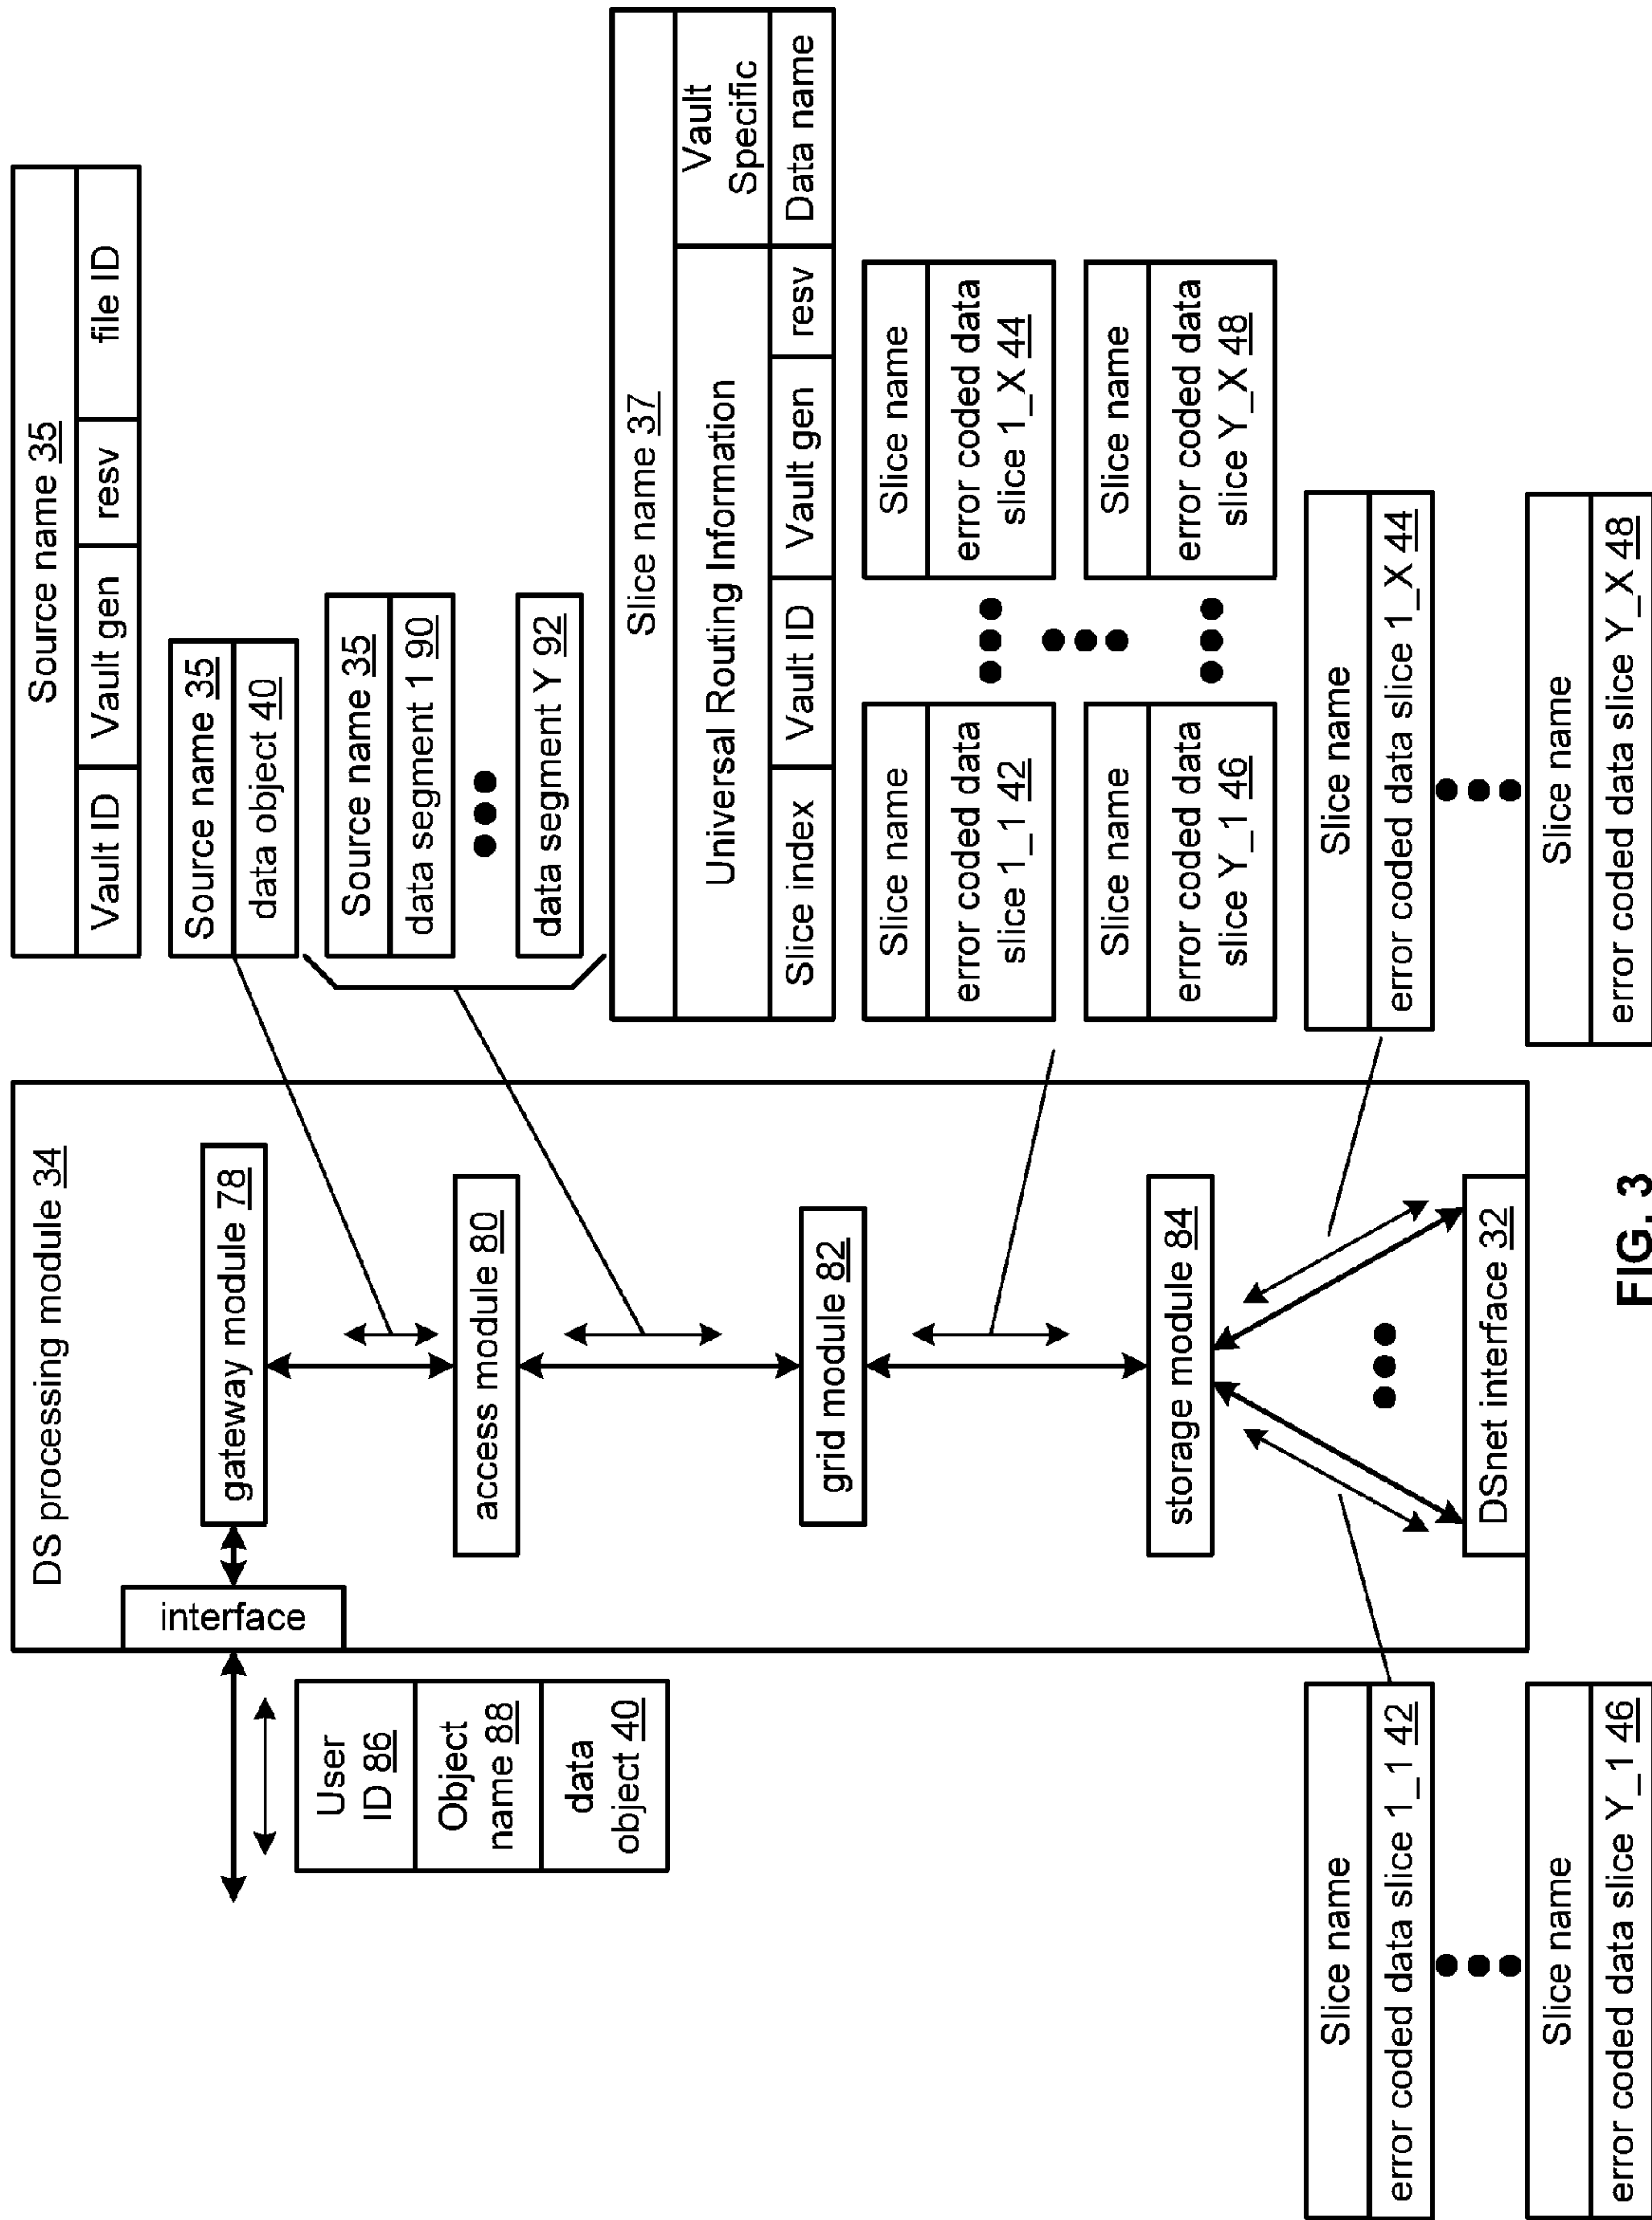 DS processing module 34
interface
gateway module 78
access module 80
grid module 82
storage module 84
DSnet interface 32
User
ID 86
Object
name 88
data
object 40
Source name 35
Vault ID
Vault gen
resv
file ID
Source name 35
data object 40
Source name 35
data segment 1 90
data segment Y 92
Slice name 37
Universal Routing Information
Vault
Specific
Slice index
Vault ID
Vault gen
resv
Data name
Slice name
error coded data
slice 1_1 42
Slice name
error coded data
slice 1_X 44
Slice name
error coded data
slice Y_1 46
Slice name
error coded data
slice Y_X 48
Slice name
error coded data slice 1_1 42
Slice name
error coded data slice Y_1 46
Slice name
error coded data slice 1_X 44
Slice name
error coded data slice Y_X 48
FIG. 3